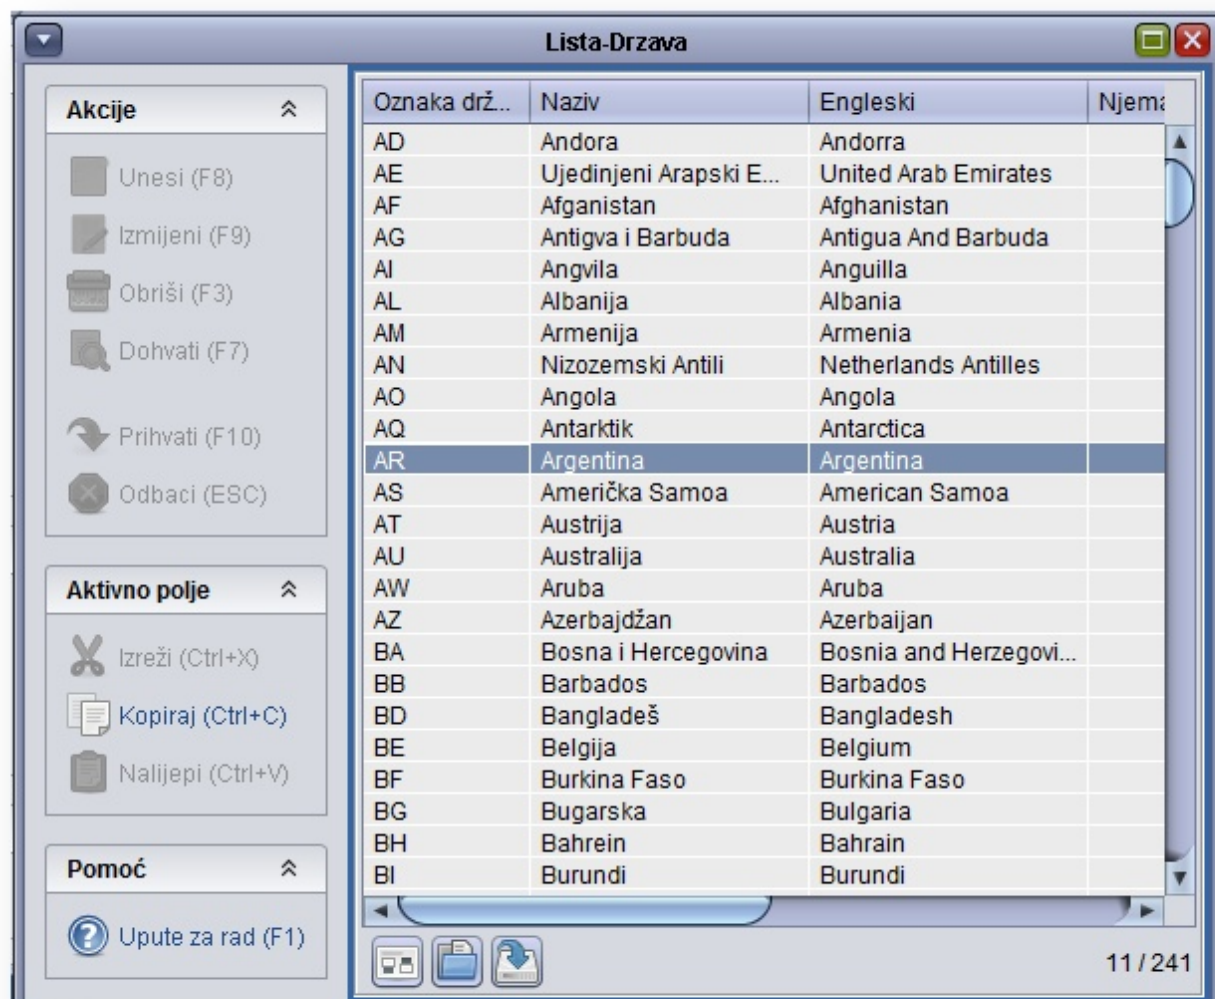 Lista-Drzava
Akcije
Unesi (F8)
Izmijeni (F9)
Obriši (F3)
Dohvati (F7)
Prihvati (F10)
Odbaci (ESC)
Aktivno polje
Izreži (Ctrl+X)
Kopiraj (Ctrl+C)
Nalijepi (Ctrl+V)
Pomoć
Upute za rad (F1)
Oznaka drž... Naziv Engleski Njema
AD Andora Andorra
AE Ujedinjeni Arapski E... United Arab Emirates
AF Afganistan Afghanistan
AG Antigva i Barbuda Antigua And Barbuda
AI Angvila Anguilla
AL Albanija Albania
AM Armenija Armenia
AN Nizozemski Antili Netherlands Antilles
AO Angola Angola
AQ Antarktik Antarctica
AR Argentina Argentina
AS Američka Samoa American Samoa
AT Austrija Austria
AU Australija Australia
AW Aruba Aruba
AZ Azerbajdžan Azerbaijan
BA Bosna i Hercegovina Bosnia and Herzegovi...
BB Barbados Barbados
BD Bangladeš Bangladesh
BE Belgija Belgium
BF Burkina Faso Burkina Faso
BG Bugarska Bulgaria
BH Bahrein Bahrain
BI Burundi Burundi
11 / 241